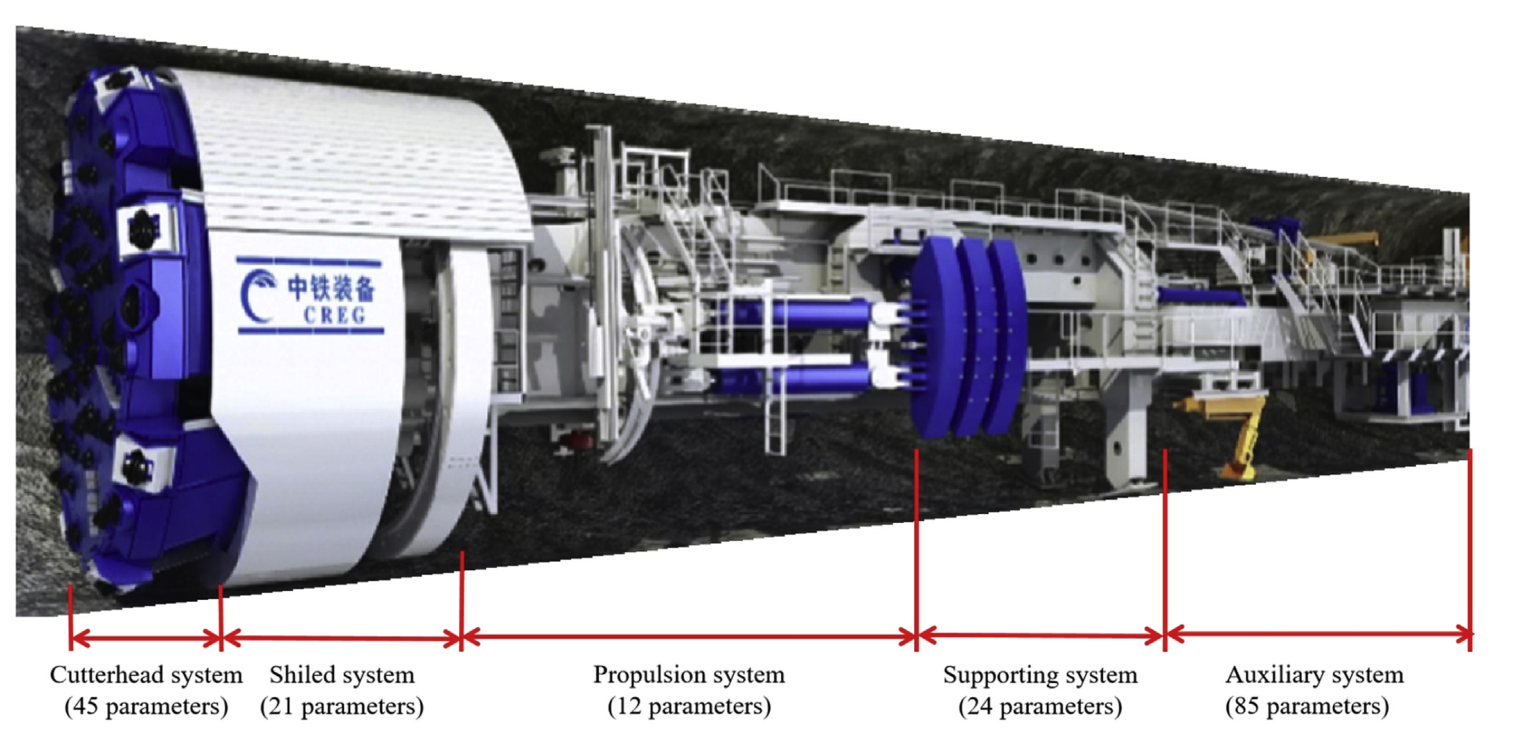 中铁装备
CREG
Cutterhead system
(45 parameters)
Shiled system
(21 parameters)
Propulsion system
(12 parameters)
Supporting system
(24 parameters)
Auxiliary system
(85 parameters)